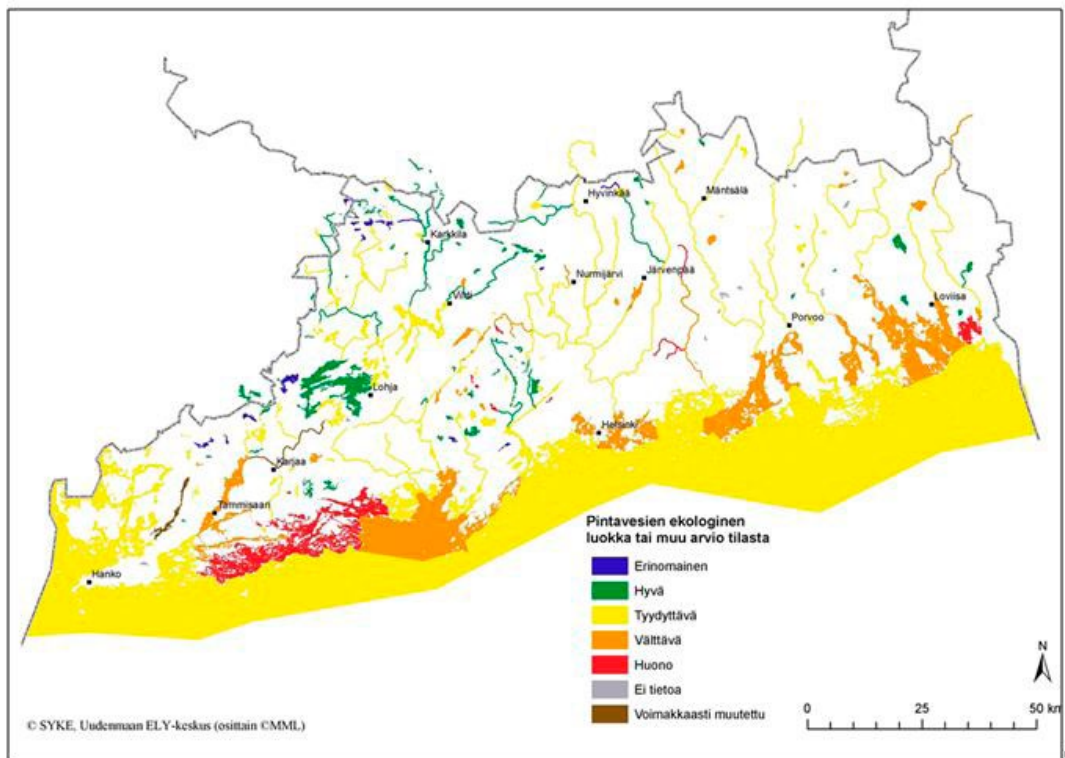 Hyvinkää
Mäntsälä
Karkkila
Nurmijärvi
Järvenpää
Vihti
Loviisa
Porvoo
Lohja
Helsinki
Karjaa
Tammisaari
Hanko
Pintavesien ekologinen
luokka tai muu arvio tilasta
Erinomainen
Hyvä
Tyydyttävä
Välttävä
Huono
Ei tietoa
Voimakkaasti muutettu
N
0 25 50 km
© SYKE, Uudenmaan ELY-keskus (osittain ©MML)